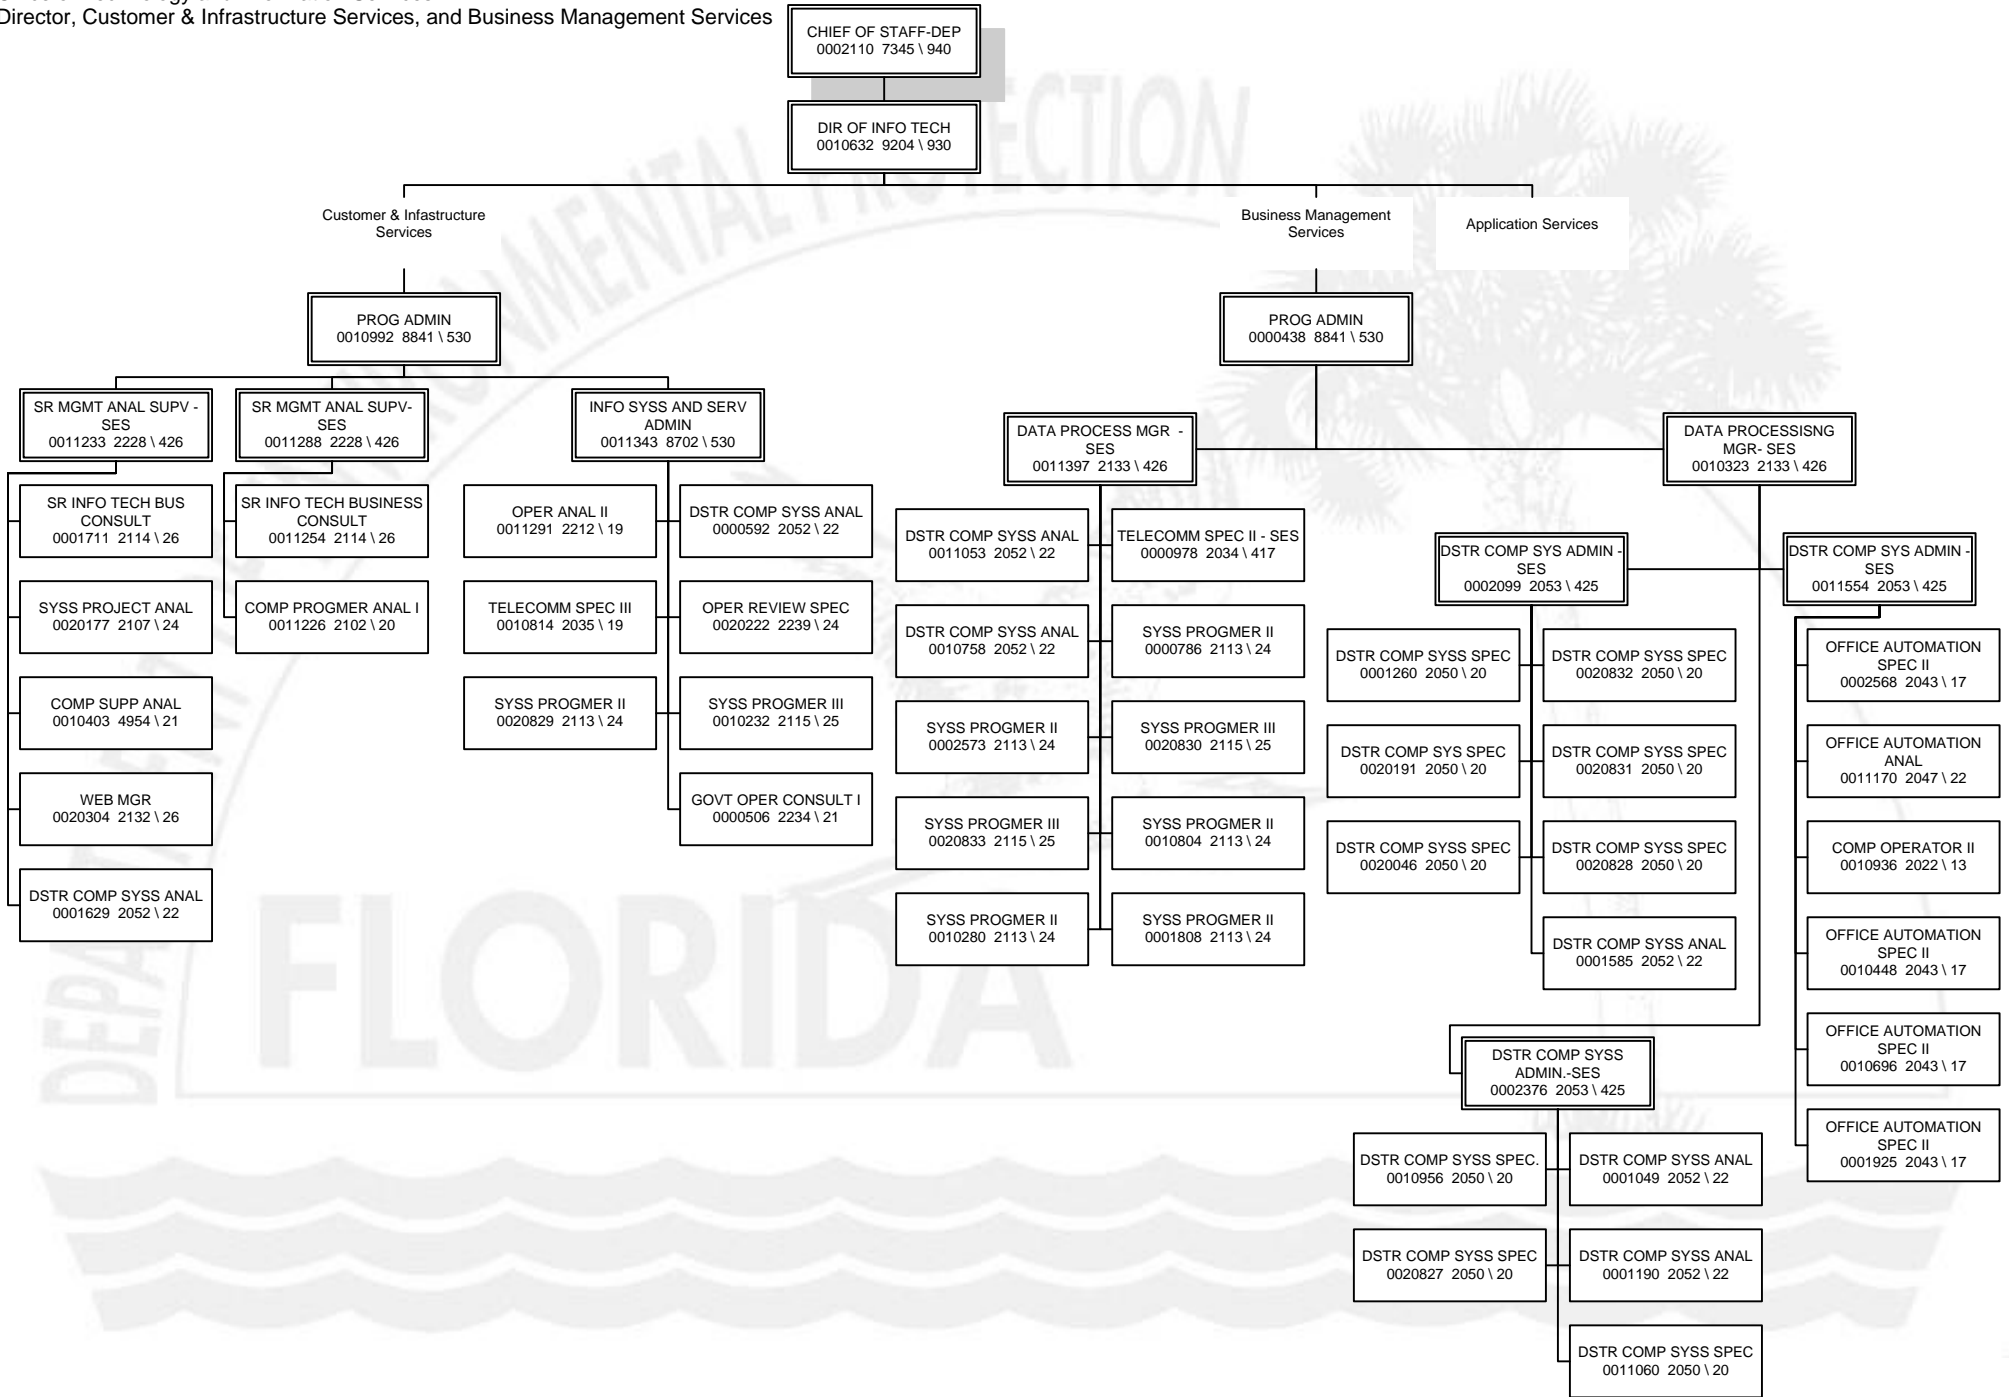 Director, Customer & Infrastructure Services, and Business Management Services
CHIEF OF STAFF-DEP
0002110 7345 \ 940
DIR OF INFO TECH
0010632 9204 \ 930
Customer & Infastructure
Services
Business Management
Services
Application Services
PROG ADMIN
0010992 8841 \ 530
PROG ADMIN
0000438 8841 \ 530
SR MGMT ANAL SUPV -
SES
0011233 2228 \ 426
SR MGMT ANAL SUPV-
SES
0011288 2228 \ 426
INFO SYSS AND SERV
ADMIN
0011343 8702 \ 530
DATA PROCESS MGR -
SES
0011397 2133 \ 426
DATA PROCESSISNG
MGR- SES
0010323 2133 \ 426
SR INFO TECH BUS
CONSULT
0001711 2114 \ 26
SYSS PROJECT ANAL
0020177 2107 \ 24
COMP SUPP ANAL
0010403 4954 \ 21
WEB MGR
0020304 2132 \ 26
DSTR COMP SYSS ANAL
0001629 2052 \ 22
SR INFO TECH BUSINESS
CONSULT
0011254 2114 \ 26
COMP PROGMER ANAL I
0011226 2102 \ 20
OPER ANAL II
0011291 2212 \ 19
DSTR COMP SYSS ANAL
0000592 2052 \ 22
TELECOMM SPEC III
0010814 2035 \ 19
OPER REVIEW SPEC
0020222 2239 \ 24
SYSS PROGMER II
0020829 2113 \ 24
SYSS PROGMER III
0010232 2115 \ 25
GOVT OPER CONSULT I
0000506 2234 \ 21
DSTR COMP SYSS ANAL
0011053 2052 \ 22
TELECOMM SPEC II - SES
0000978 2034 \ 417
DSTR COMP SYSS ANAL
0010758 2052 \ 22
SYSS PROGMER II
0000786 2113 \ 24
SYSS PROGMER II
0002573 2113 \ 24
SYSS PROGMER III
0020830 2115 \ 25
SYSS PROGMER III
0020833 2115 \ 25
SYSS PROGMER II
0010804 2113 \ 24
SYSS PROGMER II
0010280 2113 \ 24
SYSS PROGMER II
0001808 2113 \ 24
DSTR COMP SYS ADMIN -
SES
0002099 2053 \ 425
DSTR COMP SYS ADMIN -
SES
0011554 2053 \ 425
DSTR COMP SYSS SPEC
0001260 2050 \ 20
DSTR COMP SYSS SPEC
0020832 2050 \ 20
DSTR COMP SYS SPEC
0020191 2050 \ 20
DSTR COMP SYSS SPEC
0020831 2050 \ 20
DSTR COMP SYSS SPEC
0020046 2050 \ 20
DSTR COMP SYSS SPEC
0020828 2050 \ 20
DSTR COMP SYSS ANAL
0001585 2052 \ 22
OFFICE AUTOMATION
SPEC II
0002568 2043 \ 17
OFFICE AUTOMATION
ANAL
0011170 2047 \ 22
COMP OPERATOR II
0010936 2022 \ 13
OFFICE AUTOMATION
SPEC II
0010448 2043 \ 17
OFFICE AUTOMATION
SPEC II
0010696 2043 \ 17
OFFICE AUTOMATION
SPEC II
0001925 2043 \ 17
DSTR COMP SYSS
ADMIN.-SES
0002376 2053 \ 425
DSTR COMP SYSS SPEC.
0010956 2050 \ 20
DSTR COMP SYSS ANAL
0001049 2052 \ 22
DSTR COMP SYSS SPEC
0020827 2050 \ 20
DSTR COMP SYSS ANAL
0001190 2052 \ 22
DSTR COMP SYSS SPEC
0011060 2050 \ 20
FLORIDA